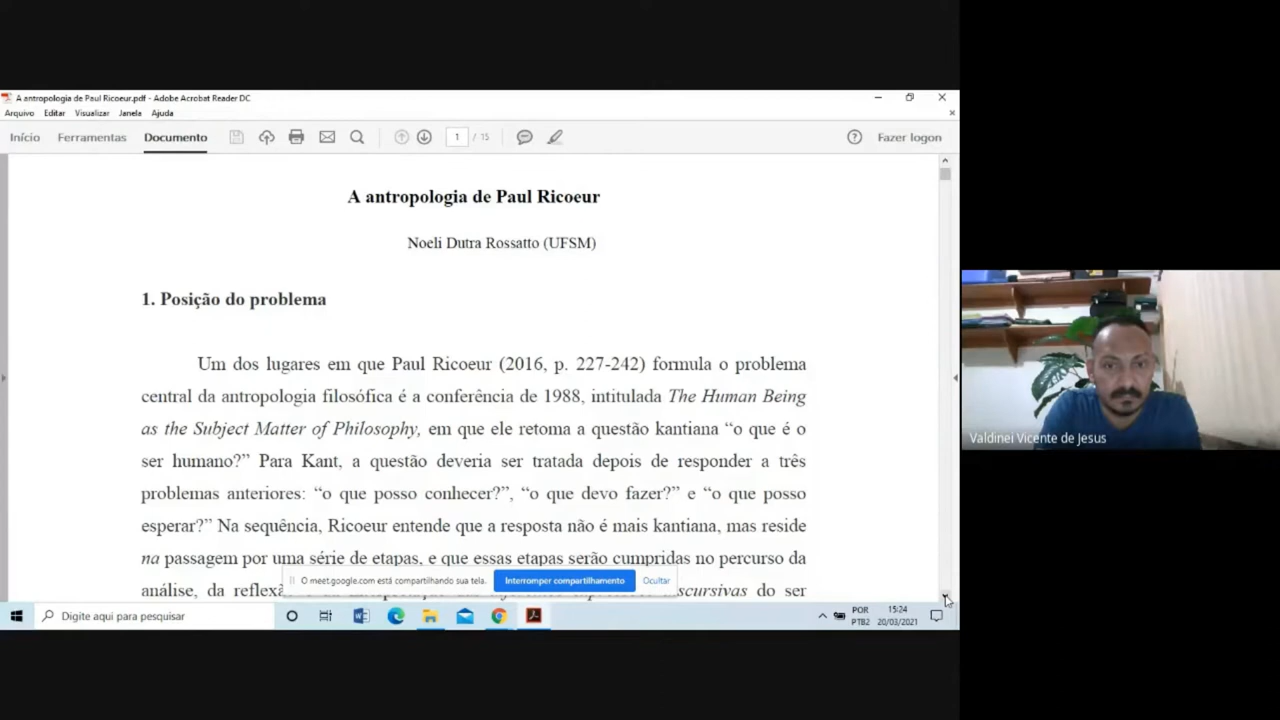 A antropologia de Paul Ricoeur.pdf - Adobe Acrobat Reader DC
Arquivo Editar Visualizar Janela Ajuda
Início Ferramentas Documento 1 / 15 Fazer logon
A antropologia de Paul Ricoeur
Noeli Dutra Rossatto (UFSM)
1. Posição do problema
Um dos lugares em que Paul Ricoeur (2016, p. 227-242) formula o problema
central da antropologia filosófica é a conferência de 1988, intitulada The Human Being
as the Subject Matter of Philosophy, em que ele retoma a questão kantiana “o que é o
ser humano?” Para Kant, a questão deveria ser tratada depois de responder a três
problemas anteriores: “o que posso conhecer?”, “o que devo fazer?” e “o que posso
esperar?” Na sequência, Ricoeur entende que a resposta não é mais kantiana, mas reside
na passagem por uma série de etapas, e que essas etapas serão cumpridas no percurso da
análise, da do ser
O meet.google.com está compartilhando sua tela. Interromper compartilhamento Ocultar
Digite aqui para pesquisar
POR 15:24
PTB2 20/03/2021
Valdinei Vicente de Jesus